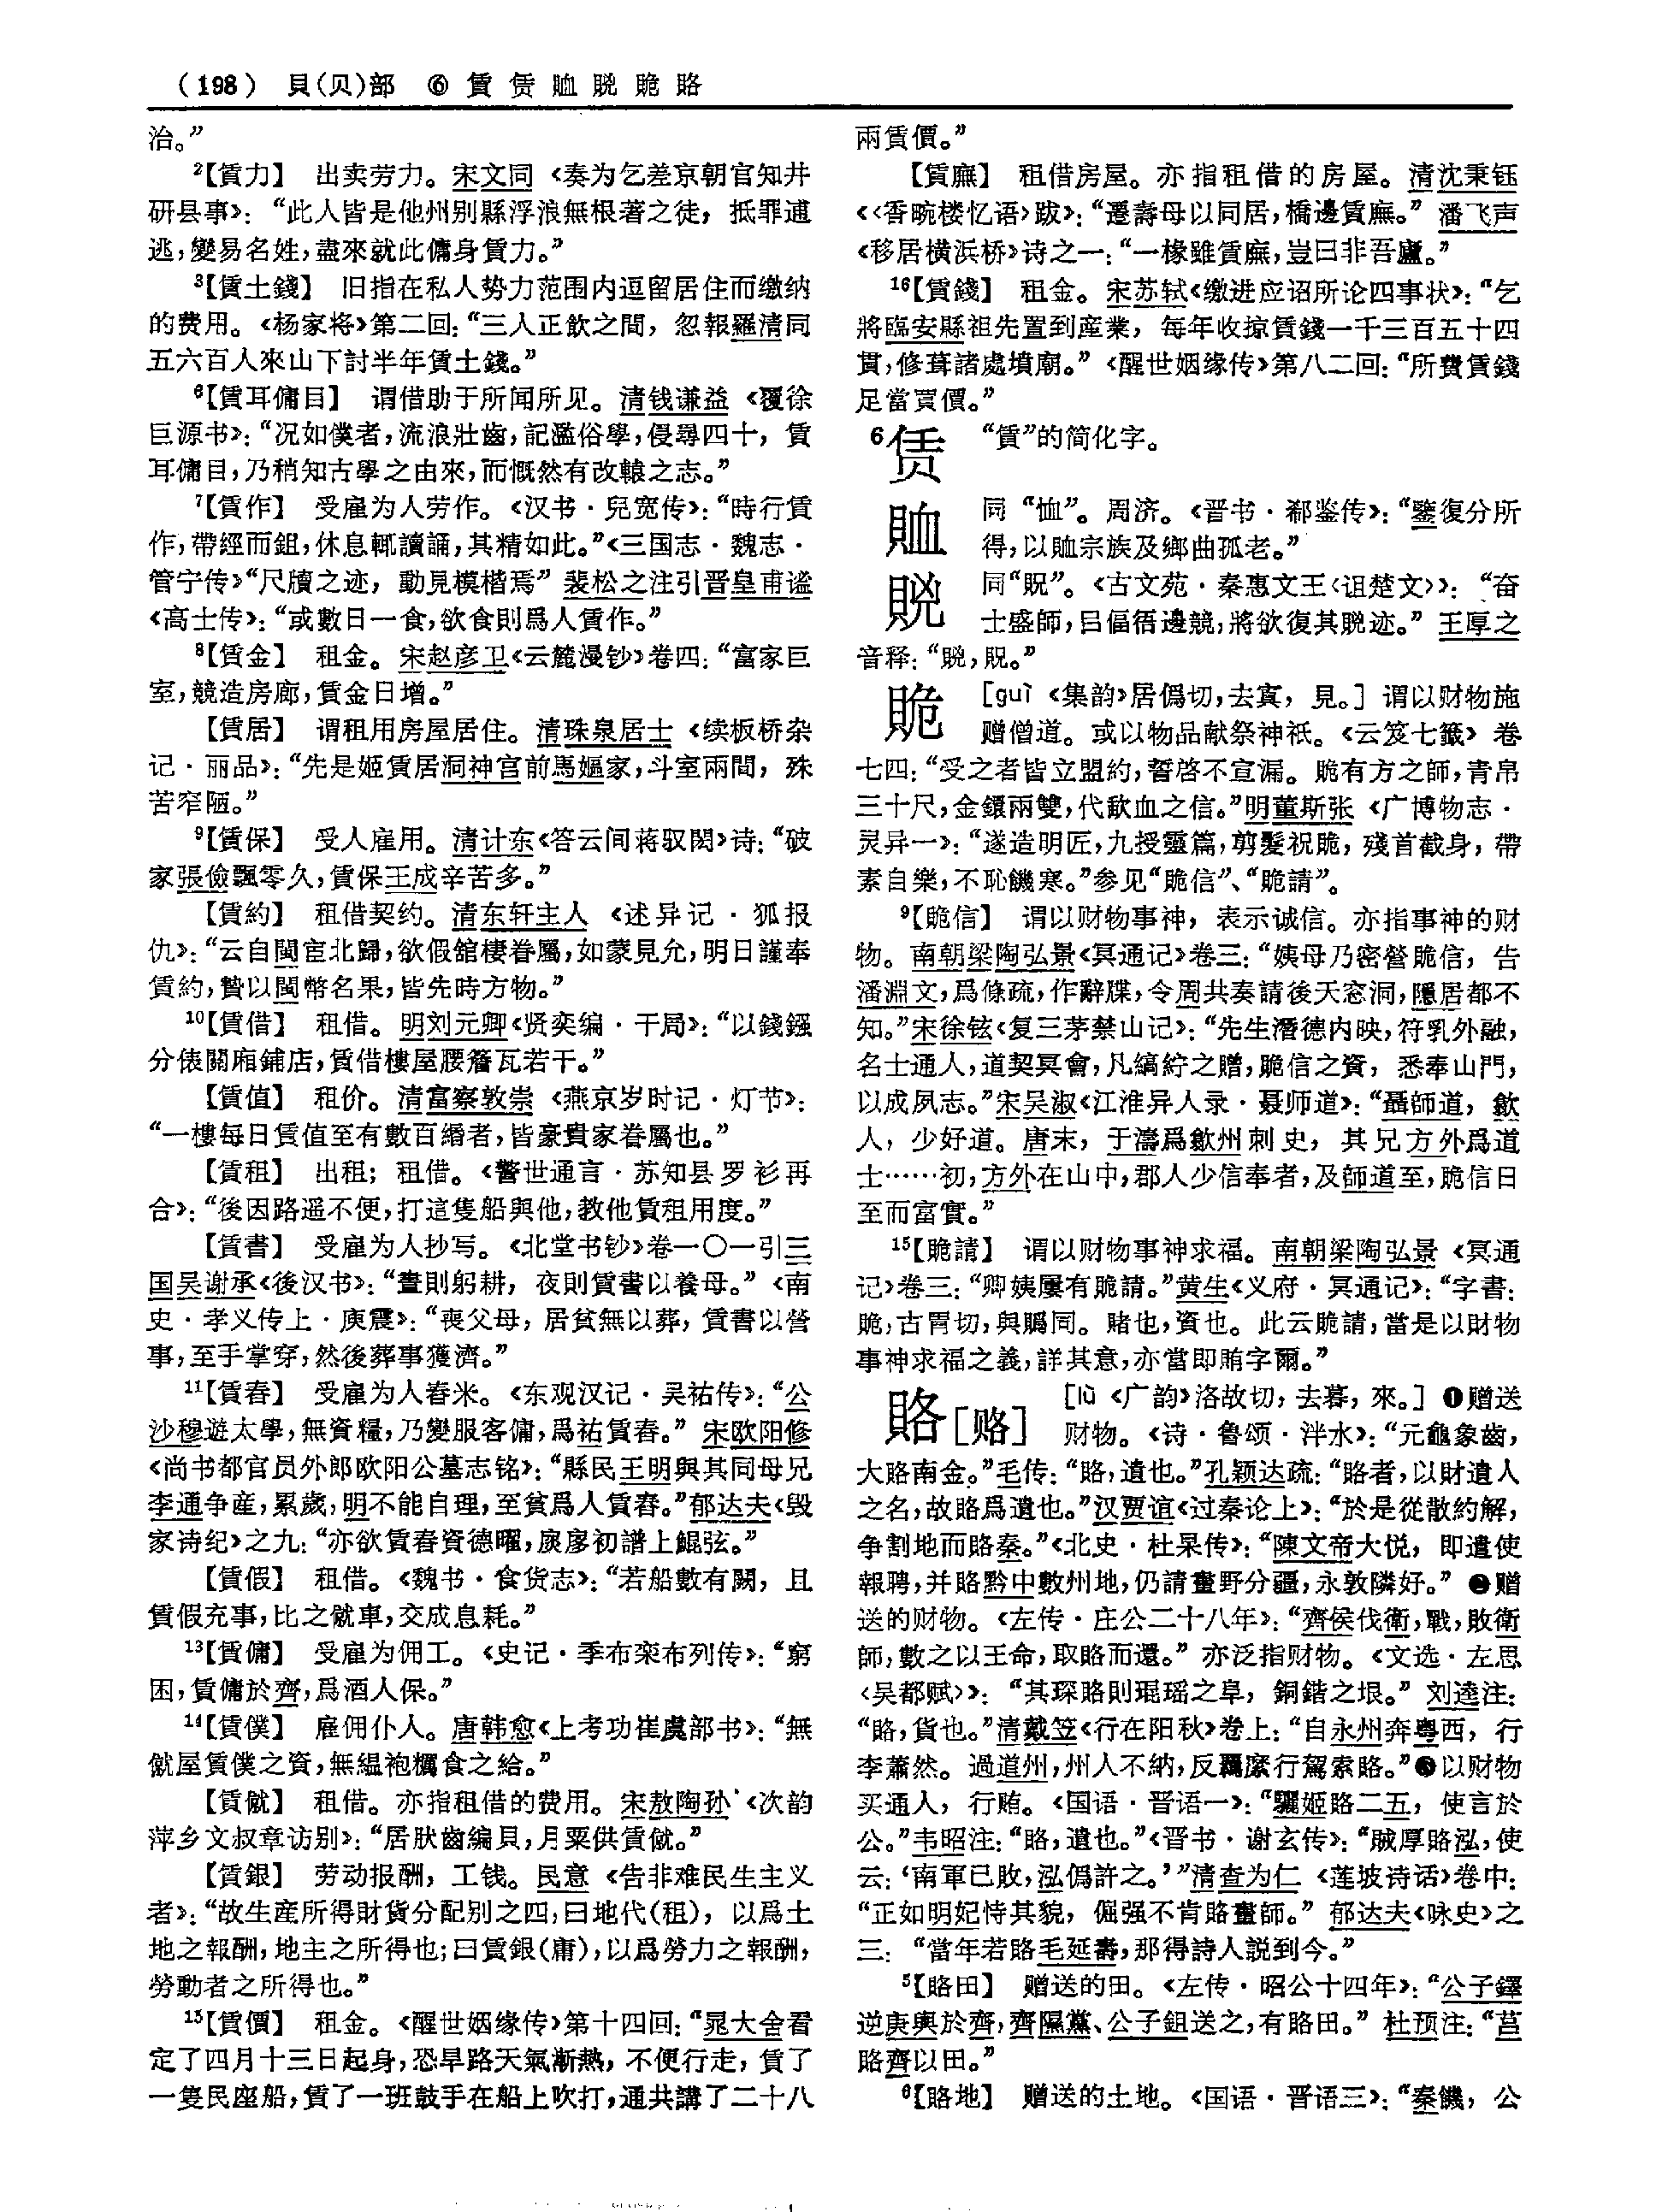 （198） 貝(贝)部 ⑥ 賃 赁 賉 貺 䞈 賂
治。”
²【賃力】 出卖劳力。宋文同《奏为乞差京朝官知井
研县事》：“此人皆是他州别縣浮浪無根著之徒，抵罪逋
逃，變易名姓，盡來就此傭身賃力。”
³【賃土錢】 旧指在私人势力范围内逗留居住而缴纳
的费用。《杨家将》第二回：“三人正飲之間，忽報羅清同
五六百人來山下討半年賃土錢。”
⁶【賃耳傭目】 谓借助于所闻所见。清钱谦益《覆徐
巨源书》：“况如僕者，流浪壯齒，記濫俗學，侵尋四十，賃
耳傭目，乃稍知古學之由來，而慨然有改轅之志。”
⁷【賃作】 受雇为人劳作。《汉书·兒宽传》：“時行賃
作，帶經而鉏，休息輒讀誦，其精如此。”《三国志·魏志·
管宁传》“尺牘之迹，動見模楷焉”裴松之注引晋皇甫谧
《高士传》：“或數日一食，欲食則爲人賃作。”
⁸【賃金】 租金。宋赵彦卫《云麓漫钞》卷四：“富家巨
室，競造房廊，賃金日增。”
【賃居】 谓租用房屋居住。清珠泉居士《续板桥杂
记·丽品》：“先是姬賃居洞神宫前馬嫗家，斗室兩間，殊
苦窄陋。”
⁹【賃保】 受人雇用。清计东《答云间蒋驭闳》诗：“破
家張儉飄零久，賃保王成辛苦多。”
【賃約】 租借契约。清东轩主人《述异记·狐报
仇》：“云自閩宦北歸，欲假舘棲眷屬，如蒙見允，明日謹奉
賃約，贄以閩幣名果，皆先時方物。”
¹⁰【賃借】 租借。明刘元卿《贤奕编·干局》：“以錢鏹
分俵關廂鋪店，賃借樓屋腰簷瓦若干。”
【賃值】 租价。清富察敦崇《燕京岁时记·灯节》：
“一樓每日賃值至有數百緡者，皆豪貴家眷屬也。”
【賃租】 出租；租借。《警世通言·苏知县罗衫再
合》：“後因路遥不便，打這隻船與他，教他賃租用度。”
【賃書】 受雇为人抄写。《北堂书钞》卷一〇一引三
国吴谢承《後汉书》：“晝則躬耕，夜則賃書以養母。”《南
史·孝义传上·庾震》：“喪父母，居貧無以葬，賃書以營
事，至手掌穿，然後葬事獲濟。”
¹¹【賃舂】 受雇为人舂米。《东观汉记·吴祐传》：“公
沙穆遊太學，無資糧，乃變服客傭，爲祐賃舂。”宋欧阳修
《尚书都官员外郎欧阳公墓志铭》：“縣民王明與其同母兄
李通争産，累歲，明不能自理，至貧爲人賃舂。”郁达夫《毁
家诗纪》之九：“亦欲賃舂資德曜，扊扅初譜上鯤弦。”
【賃假】 租借。《魏书·食货志》：“若船數有闕，且
賃假充事，比之僦車，交成息耗。”
¹³【賃傭】 受雇为佣工。《史记·季布栾布列传》：“窮
困，賃傭於齊，爲酒人保。”
¹⁴【賃僕】 雇佣仆人。唐韩愈《上考功崔虞部书》：“無
僦屋賃僕之資，無緼袍糲食之給。”
【賃僦】 租借。亦指租借的费用。宋敖陶孙《次韵
萍乡文叔章访别》：“居狀齒編貝，月粟供賃僦。”
【賃銀】 劳动报酬，工钱。民意《告非难民生主义
者》：“故生産所得財貨分配别之四，曰地代(租)，以爲土
地之報酬，地主之所得也；曰賃銀(庸)，以爲勞力之報酬，
勞動者之所得也。”
¹⁵【賃價】 租金。《醒世姻缘传》第十四回：“晁大舍看
定了四月十三日起身，恐旱路天氣漸熱，不便行走，賃了
一隻民座船，賃了一班鼓手在船上吹打，通共講了二十八
兩賃價。”
【賃廡】 租借房屋。亦指租借的房屋。清沈秉钰
《〈香畹楼忆语〉跋》：“遷壽母以同居，橋邊賃廡。”潘飞声
《移居横浜桥》诗之一：“一椽雖賃廡，豈曰非吾廬。”
¹⁶【賃錢】 租金。宋苏轼《缴进应诏所论四事状》：“乞
將臨安縣祖先置到産業，每年收掠賃錢一千三百五十四
貫，修葺諸處墳廟。”《醒世姻缘传》第八二回：“所費賃錢
足當買價。”
⁶赁 “賃”的简化字。
賉 同“恤”。周济。《晋书·郗鉴传》：“鑒復分所
得，以賉宗族及鄉曲孤老。”
同“贶”。《古文苑·秦惠文王〈诅楚文〉》：“奋
士盛師，吕偪𢓜邊競，將欲復其迹。”王厚之
音释：“，貺。”
䞈 [guì 《集韵》居僞切，去寘，見。] 谓以财物施
赠僧道。或以物品献祭神祇。《云笈七籤》卷
七四：“受之者皆立盟約，誓啓不宣漏。䞈有方之師，青帛
三十尺，金鐶兩雙，代歃血之信。”明董斯张《广博物志·
灵异一》：“遂造明匠，九授靈篇，剪髮祝䞈，殘首截身，帶
素自樂，不恥饑寒。”参见“䞈信”、“䞈請”。
⁹【䞈信】 谓以财物事神，表示诚信。亦指事神的财
物。南朝梁陶弘景《冥通记》卷三：“姨母乃密營䞈信，告
潘淵文，爲條疏，作辭牒，令周共奏請後天窓洞，隱居都不
知。”宋徐铉《复三茅禁山记》：“先生潛德内映，符乳外融，
名士通人，道契冥會，凡縞紵之贈，䞈信之資，悉奉山門，
以成夙志。”宋吴淑《江淮异人录·聂师道》：“聶師道，歙
人，少好道。唐末，于濤爲歙州刺史，其兄方外爲道
士……初，方外在山中，郡人少信奉者，及師道至，䞈信日
至而富實。”
¹⁵【䞈請】 谓以财物事神求福。南朝梁陶弘景《冥通
记》卷三：“卿姨屢有䞈請。”黄生《义府·冥通记》：“字書：
䞈，古胃切，與賵同。賭也，資也。此云䞈請，當是以財物
事神求福之義，詳其意，亦當即賄字爾。”
賂[赂] [lù 《广韵》洛故切，去暮，來。] ❶赠送
财物。《诗·鲁颂·泮水》：“元龜象齒，
大賂南金。”毛传：“賂，遺也。”孔颖达疏：“賂者，以財遺人
之名，故賂爲遺也。”汉贾谊《过秦论上》：“於是從散約解，
争割地而賂秦。”《北史·杜杲传》：“陳文帝大悦，即遣使
報聘，并賂黔中數州地，仍請畫野分疆，永敦隣好。”❷赠
送的财物。《左传·庄公二十八年》：“齊侯伐衛，戰，敗衛
師，數之以王命，取賂而還。”亦泛指财物。《文选·左思
〈吴都赋〉》：“其琛賂則琨瑶之阜，銅鍇之垠。”刘逵注：
“賂，貨也。”清戴笠《行在阳秋》卷上：“自永州奔粤西，行
李蕭然。過道州，州人不納，反羈縻行駕索賂。”❸以财物
买通人，行贿。《国语·晋语一》：“驪姬賂二五，使言於
公。”韦昭注：“賂，遺也。”《晋书·谢玄传》：“賊厚賂泓，使
云：‘南軍已敗，泓僞許之。’”清查为仁《莲坡诗话》卷中：
“正如明妃恃其貌，倔强不肯賂畫師。”郁达夫《咏史》之
三：“當年若賂毛延壽，那得詩人説到今。”
⁵【賂田】 赠送的田。《左传·昭公十四年》：“公子鐸
逆庚輿於齊，齊隰黨、公子鉏送之，有賂田。”杜预注：“莒
賂齊以田。”
⁶【賂地】 赠送的土地。《国语·晋语三》：“秦饑，公